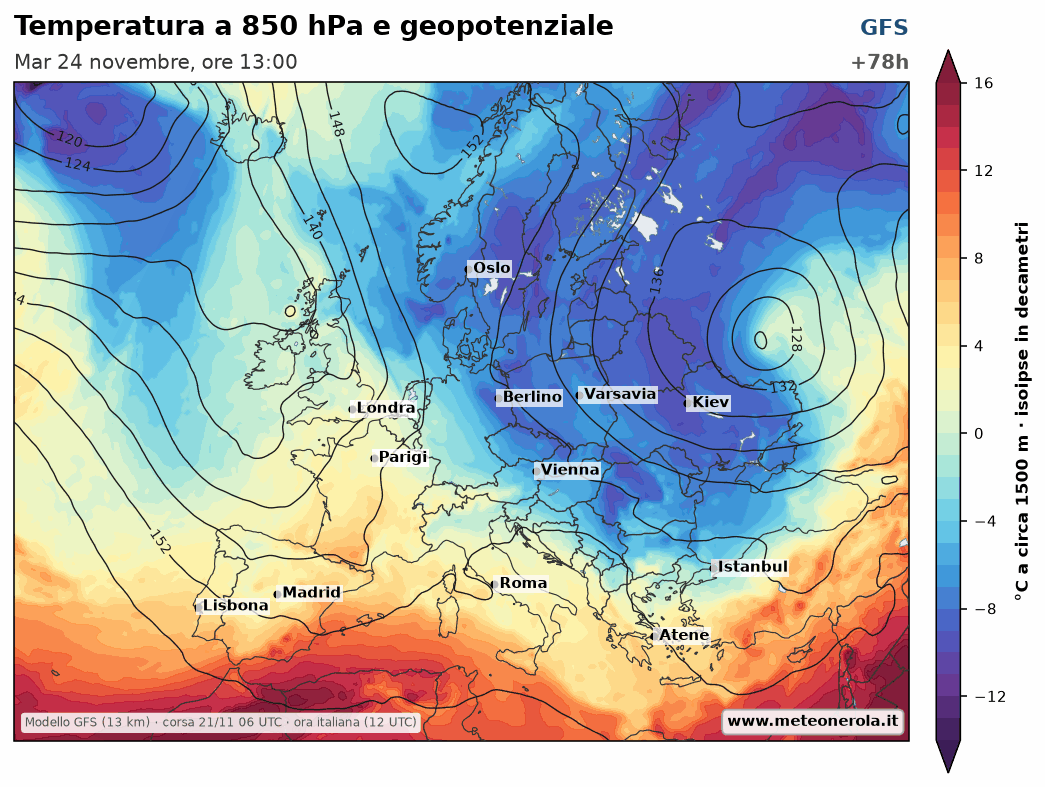 Temperatura a 850 hPa e geopotenziale
GFS
Mar 24 novembre, ore 13:00
+78h
120
124
148
152
140
136
128
132
152
Oslo
Londra
Berlino
Varsavia
Kiev
Parigi
Vienna
Istanbul
Roma
Madrid
Lisbona
Atene
16
12
8
4
0
−4
−8
−12
°C a circa 1500 m · isoipse in decametri
Modello GFS (13 km) · corsa 21/11 06 UTC · ora italiana (12 UTC)
www.meteonerola.it